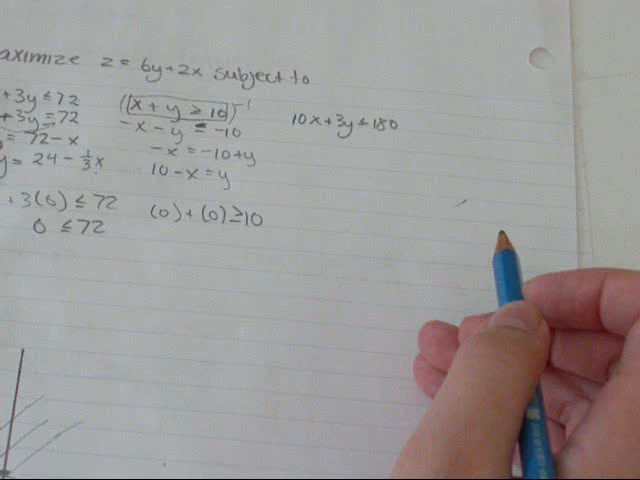 aximize z = 6y+2x subject to
+3y ≤ 72
+3y = 72
= 72 - x
y = 24 - 1/3x
+3(0) ≤ 72
0 ≤ 72
((x + y ≥ 10)-1
-x - y ≤ -10
-x = -10+y
10 - x = y
(0) + (0) ≥ 10
10x+3y ≤ 180